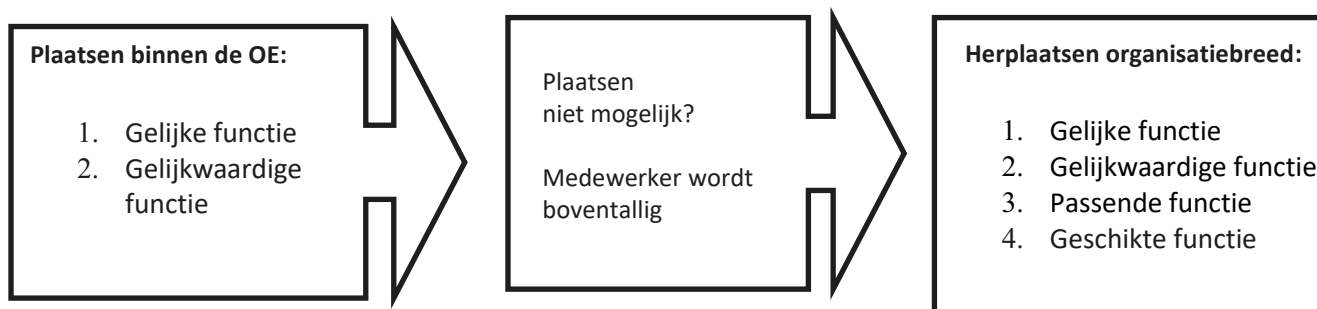 Plaatsen binnen de OE:
1. Gelijke functie
2. Gelijkwaardige
functie
Plaatsen
niet mogelijk?
Medewerker wordt
boventallig
Herplaatsen organisatiebreed:
1. Gelijke functie
2. Gelijkwaardige functie
3. Passende functie
4. Geschikte functie